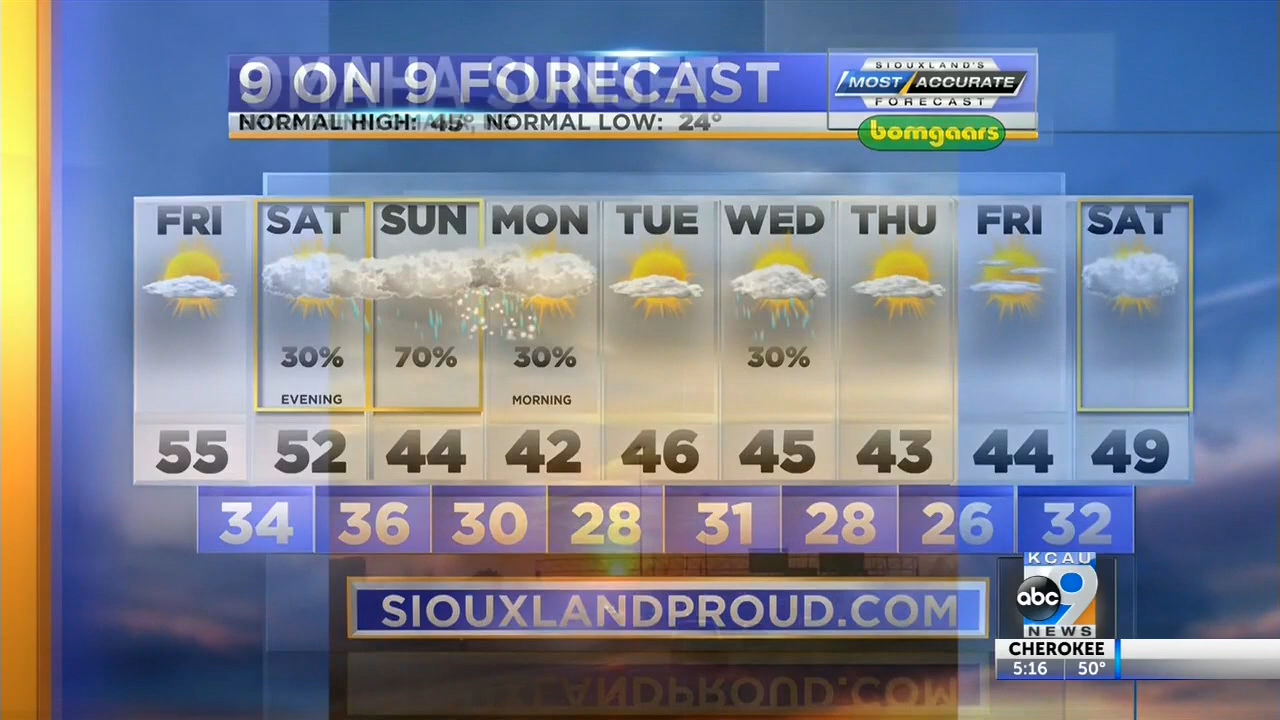 9 ON 9 FORECAST
NORMAL HIGH: 45° NORMAL LOW: 24°
SIOUXLAND'S
MOST ACCURATE
FORECAST
bomgaars
FRI SAT SUN MON TUE WED THU FRI SAT
30% 70% 30% 30%
EVENING MORNING
55 52 44 42 46 45 43 44 49
34 36 30 28 31 28 26 32
SIOUXLANDPROUD.COM
KCAU
abc 9
NEWS
CHEROKEE
5:16 50°
SIOUXLANDPROUD.COM